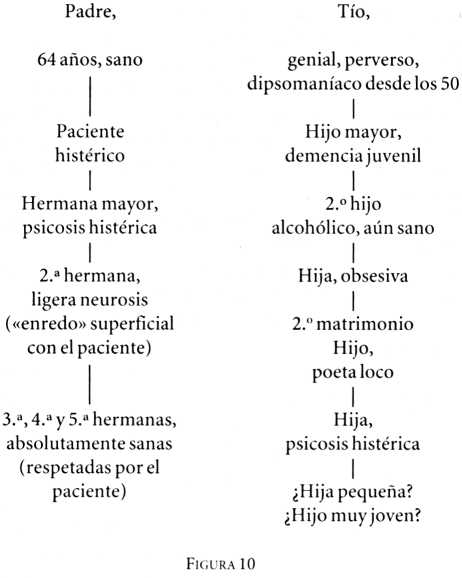 Padre,
64 años, sano
Paciente
histérico
Hermana mayor,
psicosis histérica
2.ª hermana,
ligera neurosis
(«enredo» superficial
con el paciente)
3.ª, 4.ª y 5.ª hermanas,
absolutamente sanas
(respetadas por el
paciente)
Tío,
genial, perverso,
dipsomaníaco desde los 50
Hijo mayor,
demencia juvenil
2.º hijo
alcohólico, aún sano
Hija, obsesiva
2.º matrimonio
Hijo,
poeta loco
Hija,
psicosis histérica
¿Hija pequeña?
¿Hijo muy joven?
FIGURA 10